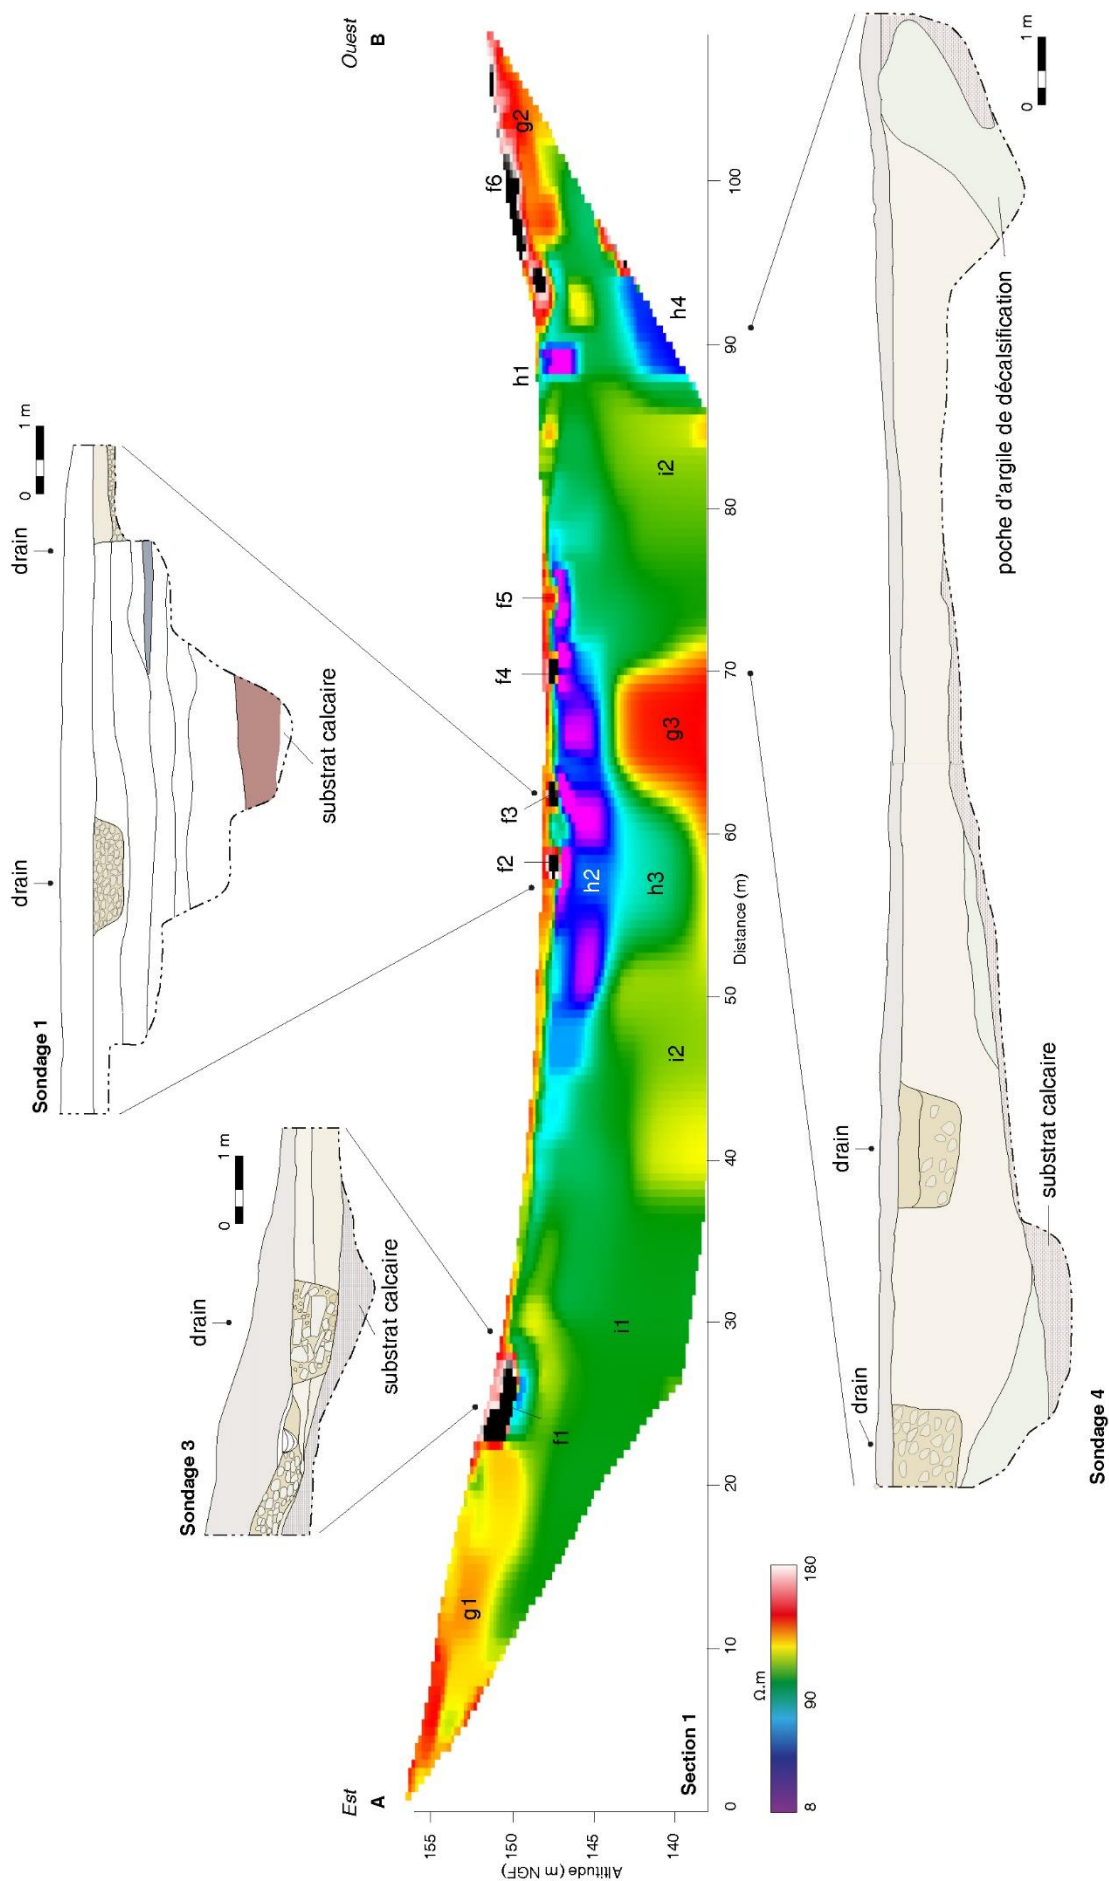 Sondage 3
drain
0 1 m
substrat calcaire
Sondage 1
drain
drain
0 1 m
substrat calcaire
Est
A
Ouest
B
155
150
145
140
Altitude (m NGF)
g1
f1
i1
i2
h3
h2
f2
f3
g3
f4
f5
i2
h1
h4
f6
g2
Section 1
0 10 20 30 40 50 60 70 80 90 100
Distance (m)
Ω.m
8 90 180
Sondage 4
drain
drain
substrat calcaire
poche d'argile de décalsification
0 1 m